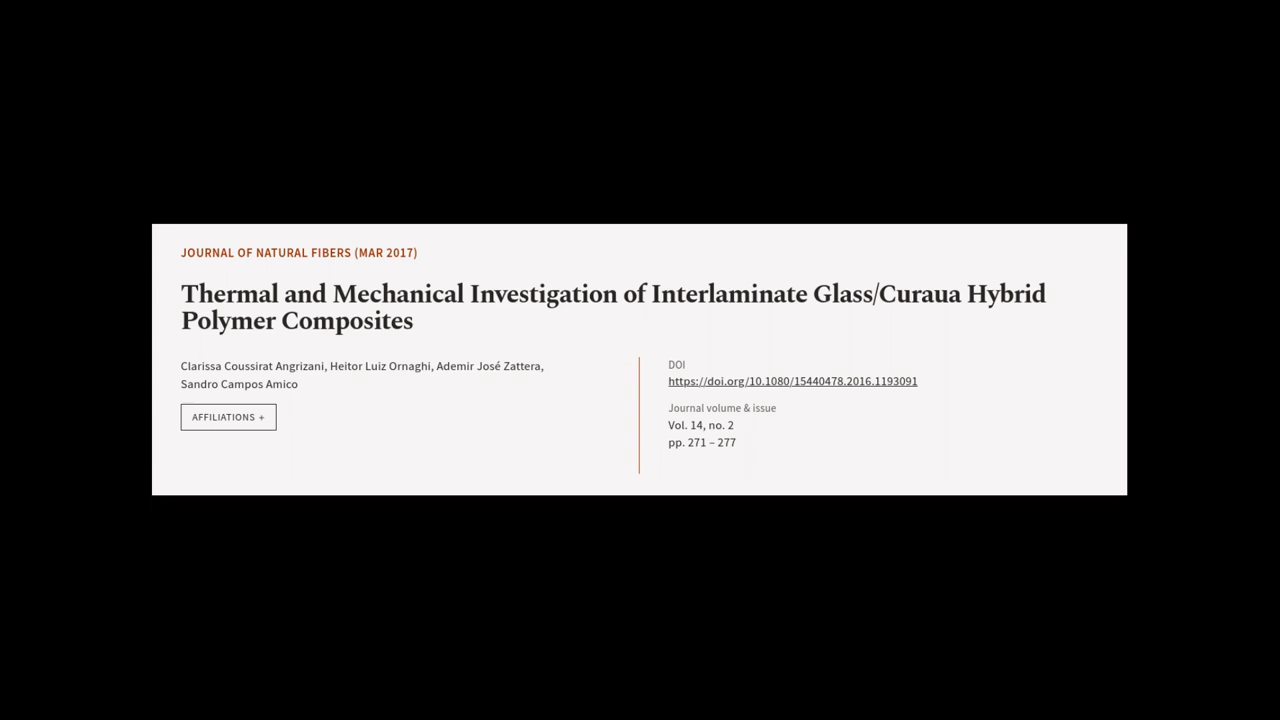 JOURNAL OF NATURAL FIBERS (MAR 2017)
Thermal and Mechanical Investigation of Interlaminate Glass/Curaua Hybrid
Polymer Composites
Clarissa Coussirat Angrizani, Heitor Luiz Ornaghi, Ademir José Zattera,
Sandro Campos Amico
AFFILIATIONS +
DOI
https://doi.org/10.1080/15440478.2016.1193091
Journal volume & issue
Vol. 14, no. 2
pp. 271 – 277